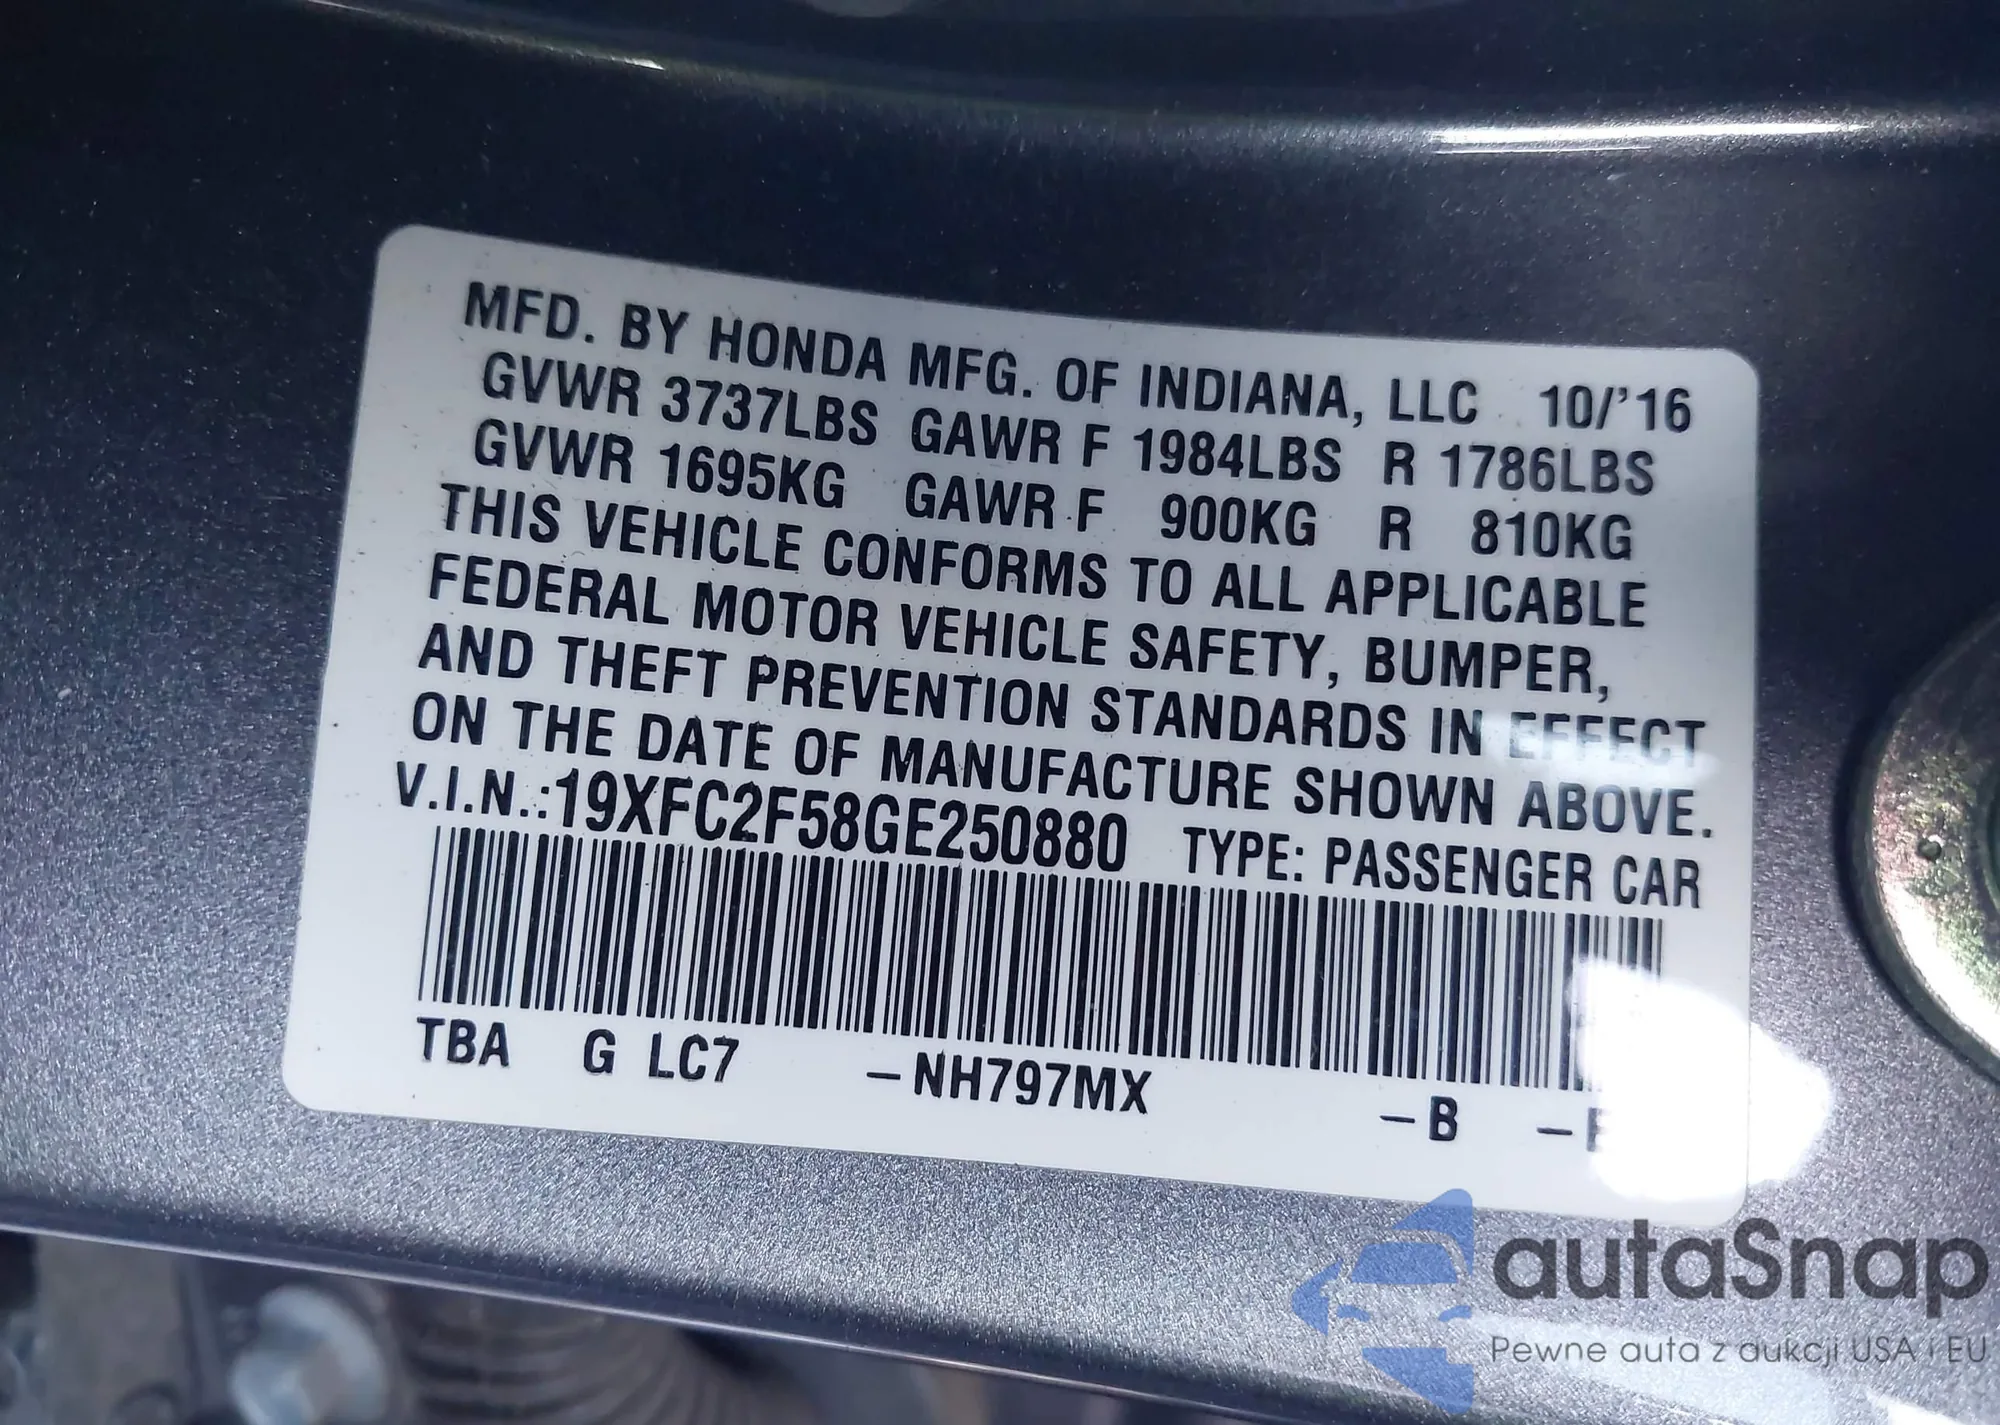 MFD. BY HONDA MFG. OF INDIANA, LLC 10/'16
GVWR 3737LBS GAWR F 1984LBS R 1786LBS
GVWR 1695KG GAWR F 900KG R 810KG
THIS VEHICLE CONFORMS TO ALL APPLICABLE
FEDERAL MOTOR VEHICLE SAFETY, BUMPER,
AND THEFT PREVENTION STANDARDS IN EFFECT
ON THE DATE OF MANUFACTURE SHOWN ABOVE.
V.I.N.:19XFC2F58GE250880 TYPE: PASSENGER CAR
TBA G LC7 –NH797MX –B
autaSnap
Pewne auta z aukcji USA i EU